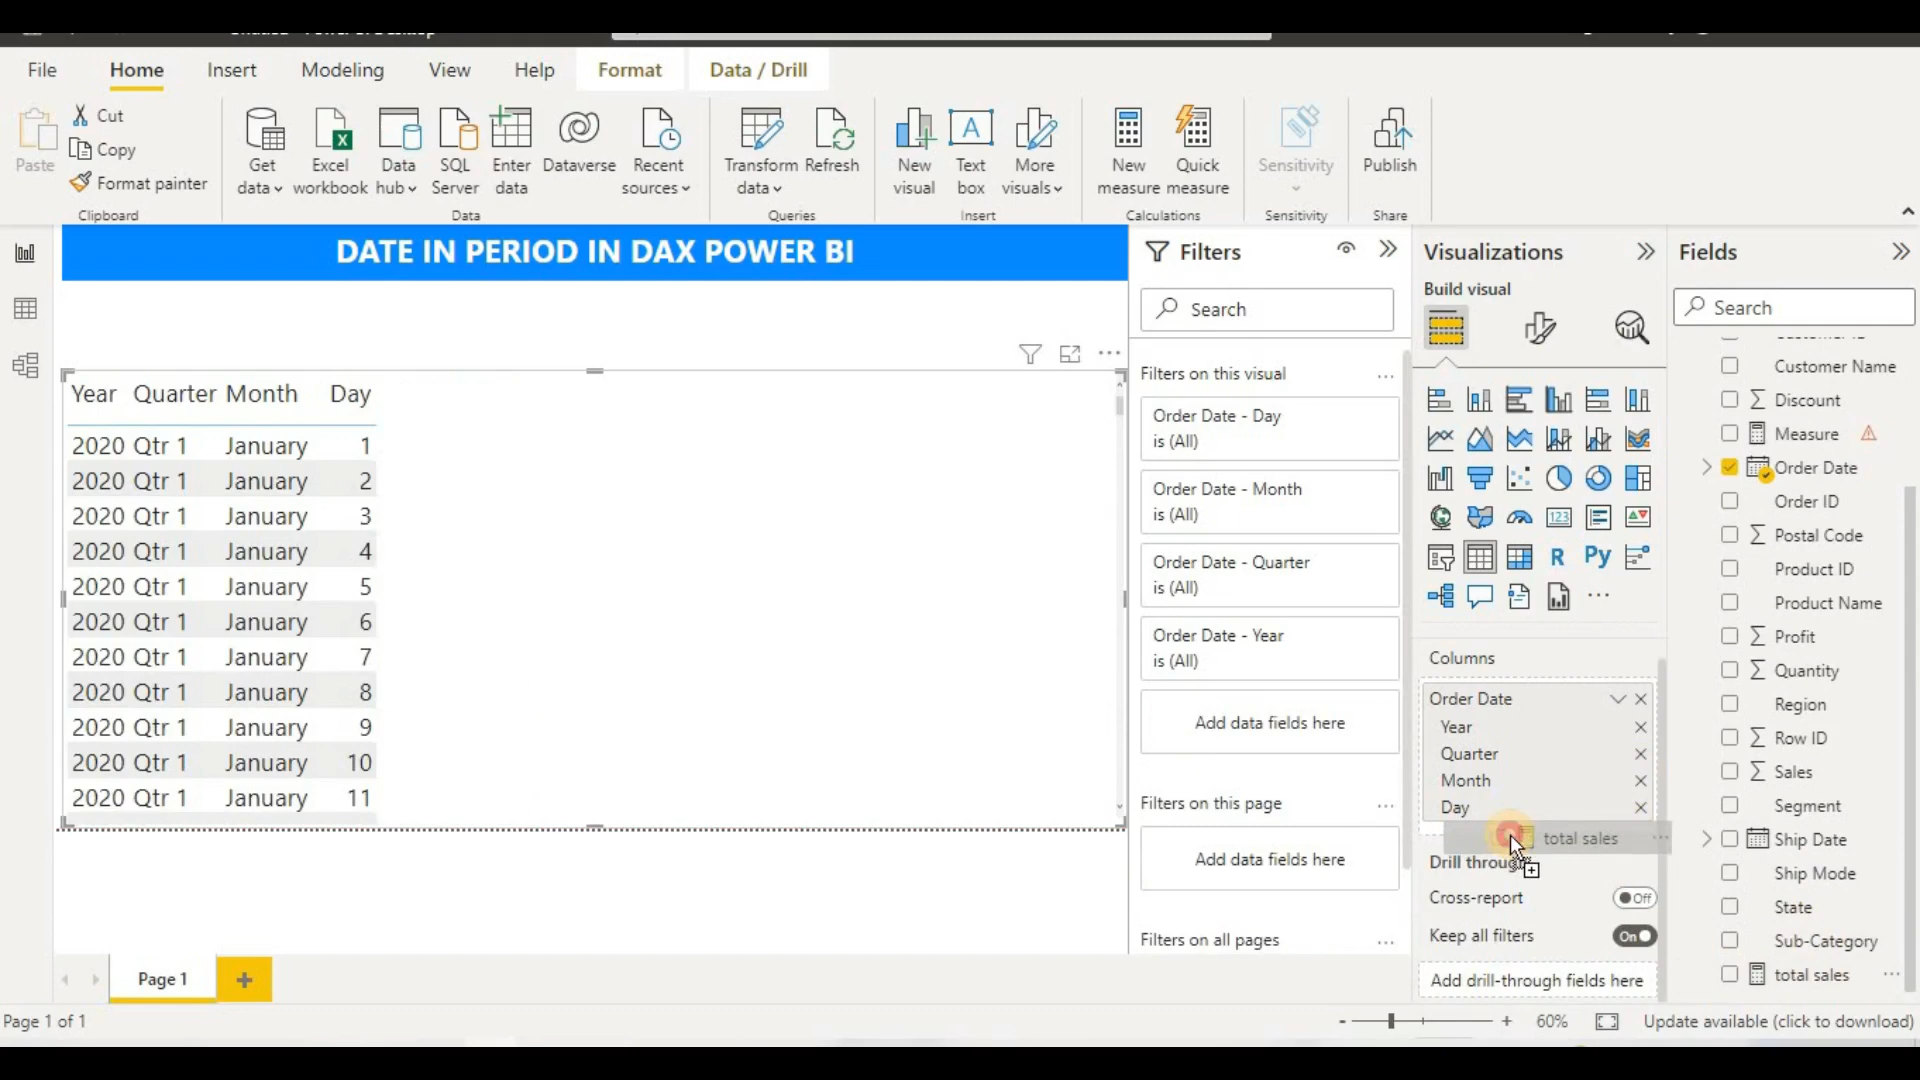 File Home Insert Modeling View Help Format Data / Drill
Paste
Cut
Copy
Format painter
Clipboard
Get data
Excel workbook
Data hub
SQL Server
Enter data
Dataverse
Recent sources
Data
Transform data
Refresh
Queries
New visual
Text box
More visuals
Insert
New measure
Quick measure
Calculations
Sensitivity
Sensitivity
Publish
Share
DATE IN PERIOD IN DAX POWER BI
Year Quarter Month Day
2020 Qtr 1 January 1
2020 Qtr 1 January 2
2020 Qtr 1 January 3
2020 Qtr 1 January 4
2020 Qtr 1 January 5
2020 Qtr 1 January 6
2020 Qtr 1 January 7
2020 Qtr 1 January 8
2020 Qtr 1 January 9
2020 Qtr 1 January 10
2020 Qtr 1 January 11
Filters
Search
Filters on this visual
Order Date - Day
is (All)
Order Date - Month
is (All)
Order Date - Quarter
is (All)
Order Date - Year
is (All)
Add data fields here
Filters on this page
Add data fields here
Filters on all pages
Visualizations
Build visual
123
R
Py
Columns
Order Date
Year
Quarter
Month
Day
total sales
Drill through
Cross-report
Off
Keep all filters
On
Add drill-through fields here
Fields
Search
Customer Name
Discount
Measure
Order Date
Order ID
Postal Code
Product ID
Product Name
Profit
Quantity
Region
Row ID
Sales
Segment
Ship Date
Ship Mode
State
Sub-Category
total sales
Page 1
Page 1 of 1
- + 60%
Update available (click to download)